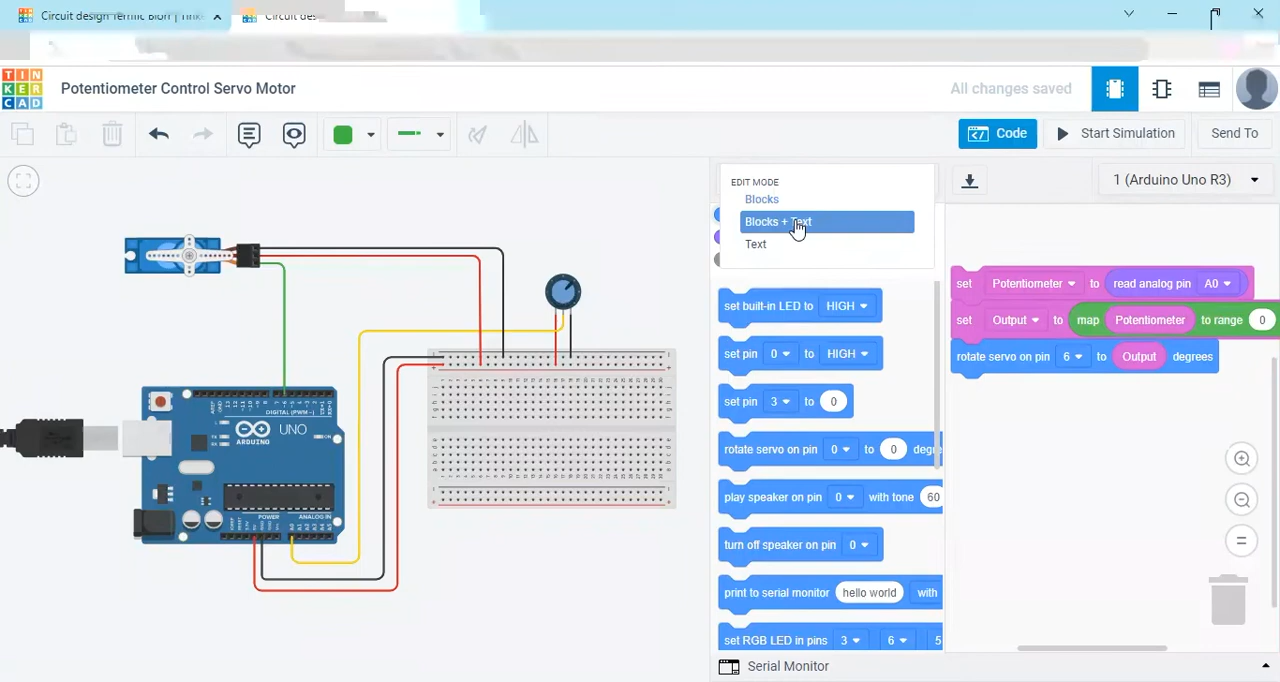 Circuit design Terrific Blorr | Tinke
Circuit des
TIN
KER
CAD
Potentiometer Control Servo Motor
All changes saved
Code
Start Simulation
Send To
EDIT MODE
Blocks
Blocks + Text
Text
1 (Arduino Uno R3)
set built-in LED to HIGH
set pin 0 to HIGH
set pin 3 to 0
rotate servo on pin 0 to 0 degre
play speaker on pin 0 with tone 60
turn off speaker on pin 0
print to serial monitor hello world with
set RGB LED in pins 3 6 5
set Potentiometer to read analog pin A0
set Output to map Potentiometer to range 0
rotate servo on pin 6 to Output degrees
DIGITAL (PWM~)
UNO
ARDUINO
ON
POWER
ANALOG IN
Serial Monitor